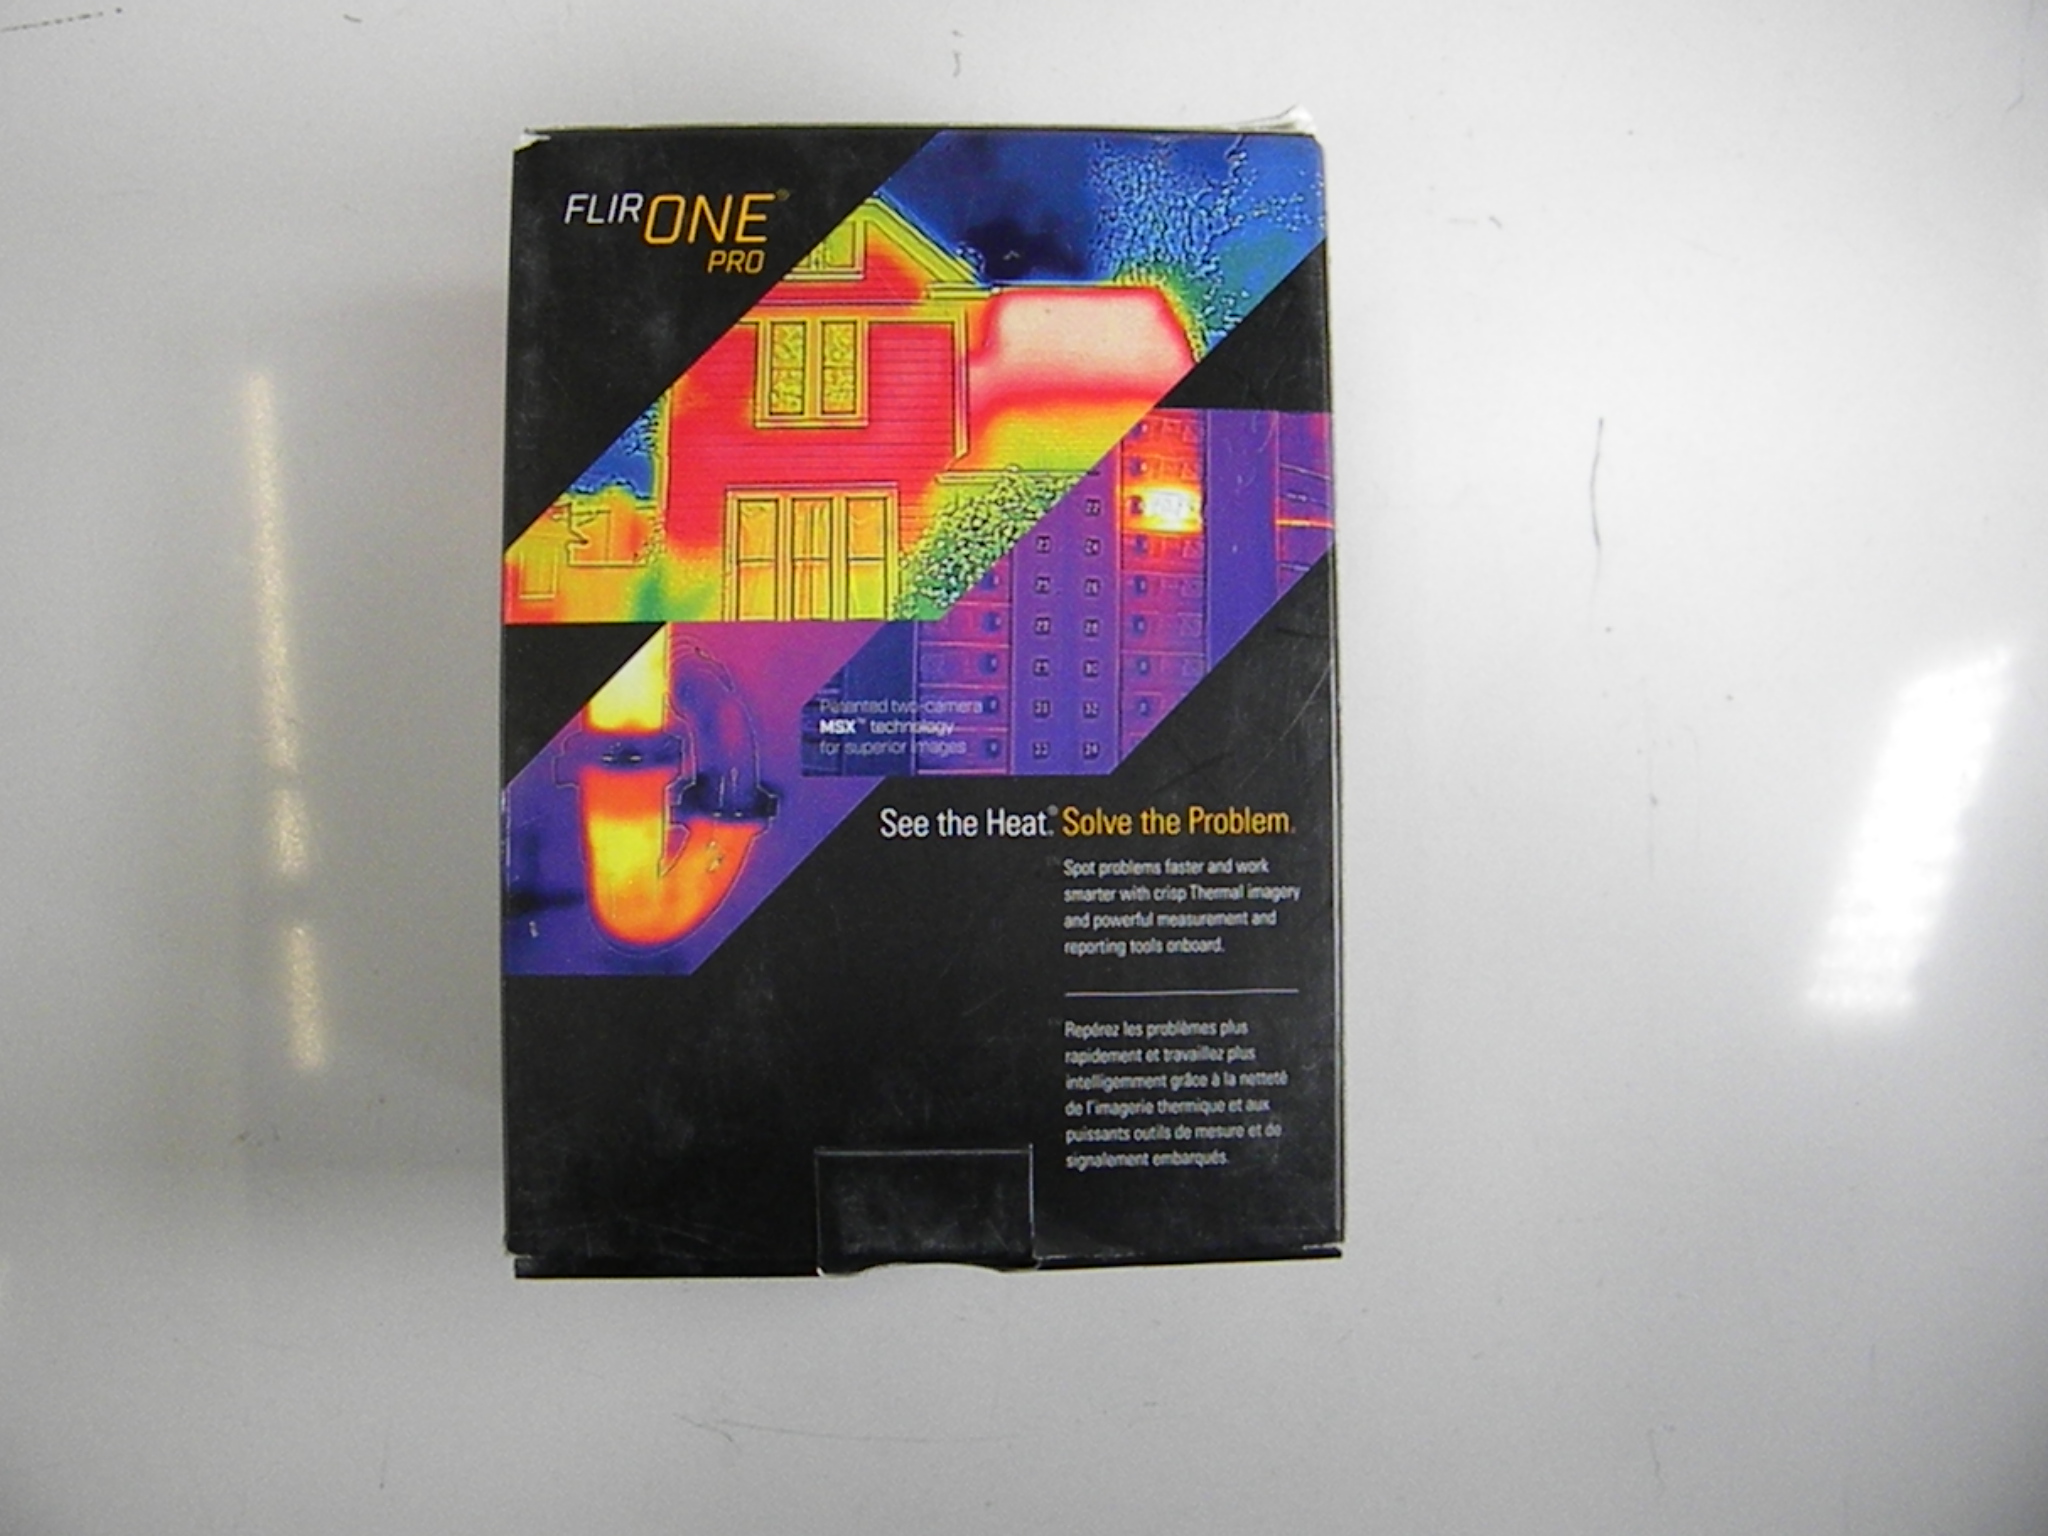 FLIR ONE®
PRO
Patented two-camera
MSX™ technology
for superior images
See the Heat.® Solve the Problem.
Spot problems faster and work
smarter with crisp Thermal imagery
and powerful measurement and
reporting tools onboard.
Repérez les problèmes plus
rapidement et travaillez plus
intelligemment grâce à la netteté
de l'imagerie thermique et aux
puissants outils de mesure et de
signalement embarqués.